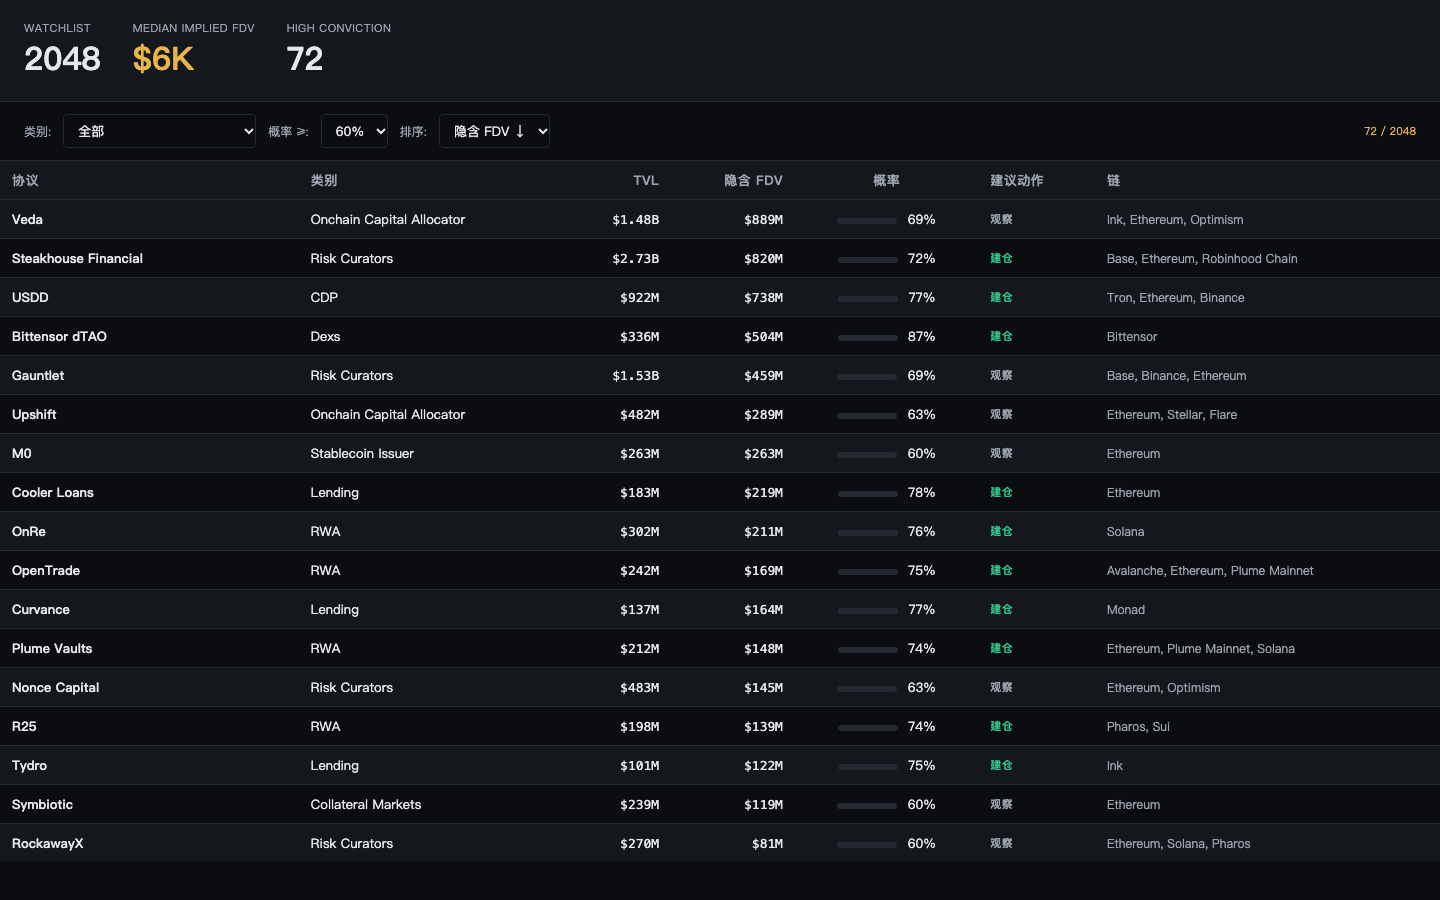 WATCHLIST MEDIAN IMPLIED FDV HIGH CONVICTION
2048 $6K 72
类别: 全部 概率 ≥: 60% 排序: 隐含 FDV ↓ 72 / 2048
协议 类别 TVL 隐含 FDV 概率 建议动作 链
Veda Onchain Capital Allocator $1.48B $889M 69% 观察 Ink, Ethereum, Optimism
Steakhouse Financial Risk Curators $2.73B $820M 72% 建仓 Base, Ethereum, Robinhood Chain
USDD CDP $922M $738M 77% 建仓 Tron, Ethereum, Binance
Bittensor dTAO Dexs $336M $504M 87% 建仓 Bittensor
Gauntlet Risk Curators $1.53B $459M 69% 观察 Base, Binance, Ethereum
Upshift Onchain Capital Allocator $482M $289M 63% 观察 Ethereum, Stellar, Flare
M0 Stablecoin Issuer $263M $263M 60% 观察 Ethereum
Cooler Loans Lending $183M $219M 78% 建仓 Ethereum
OnRe RWA $302M $211M 76% 建仓 Solana
OpenTrade RWA $242M $169M 75% 建仓 Avalanche, Ethereum, Plume Mainnet
Curvance Lending $137M $164M 77% 建仓 Monad
Plume Vaults RWA $212M $148M 74% 建仓 Ethereum, Plume Mainnet, Solana
Nonce Capital Risk Curators $483M $145M 63% 观察 Ethereum, Optimism
R25 RWA $198M $139M 74% 建仓 Pharos, Sui
Tydro Lending $101M $122M 75% 建仓 Ink
Symbiotic Collateral Markets $239M $119M 60% 观察 Ethereum
RockawayX Risk Curators $270M $81M 60% 观察 Ethereum, Solana, Pharos